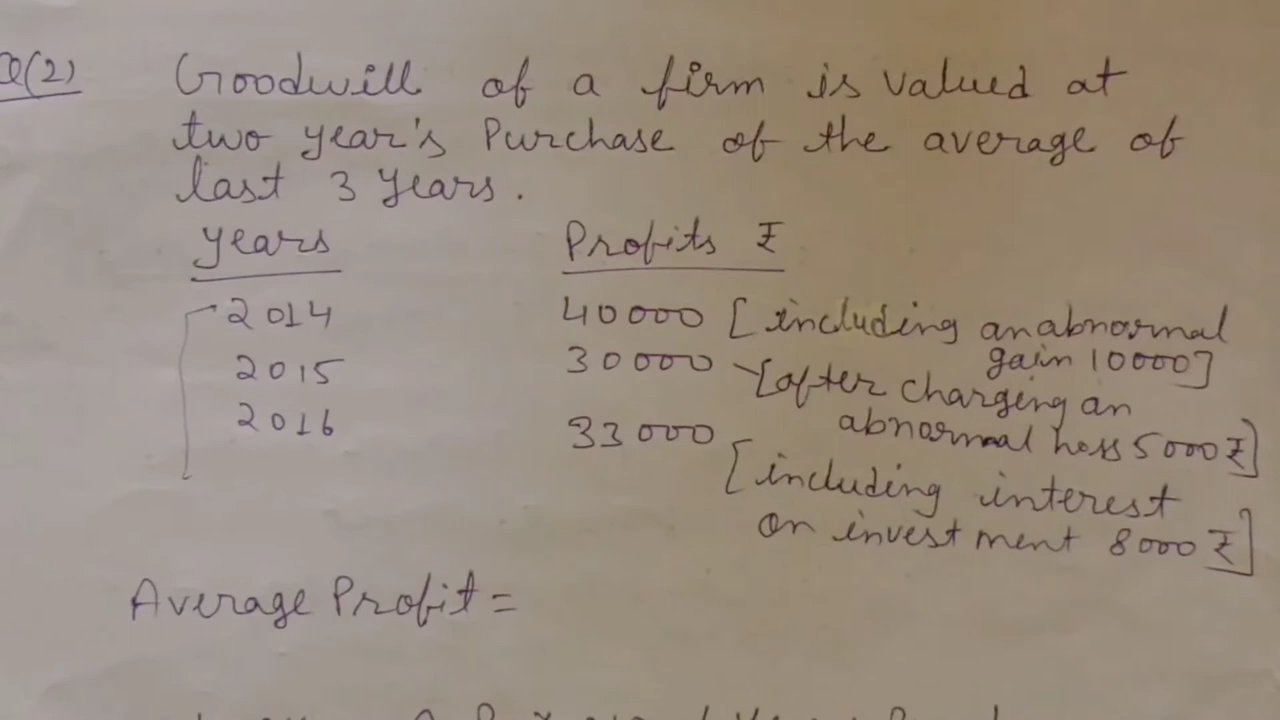 Q(2) Goodwill of a firm is valued at
two year's Purchase of the average of
last 3 years.
years Profits ₹
2014 40000 [including an abnormal
gain 10000]
2015 30000 [after charging an
abnormal loss 5000 ₹]
2016 33000
[including interest
on investment 8000 ₹]
Average Profit =